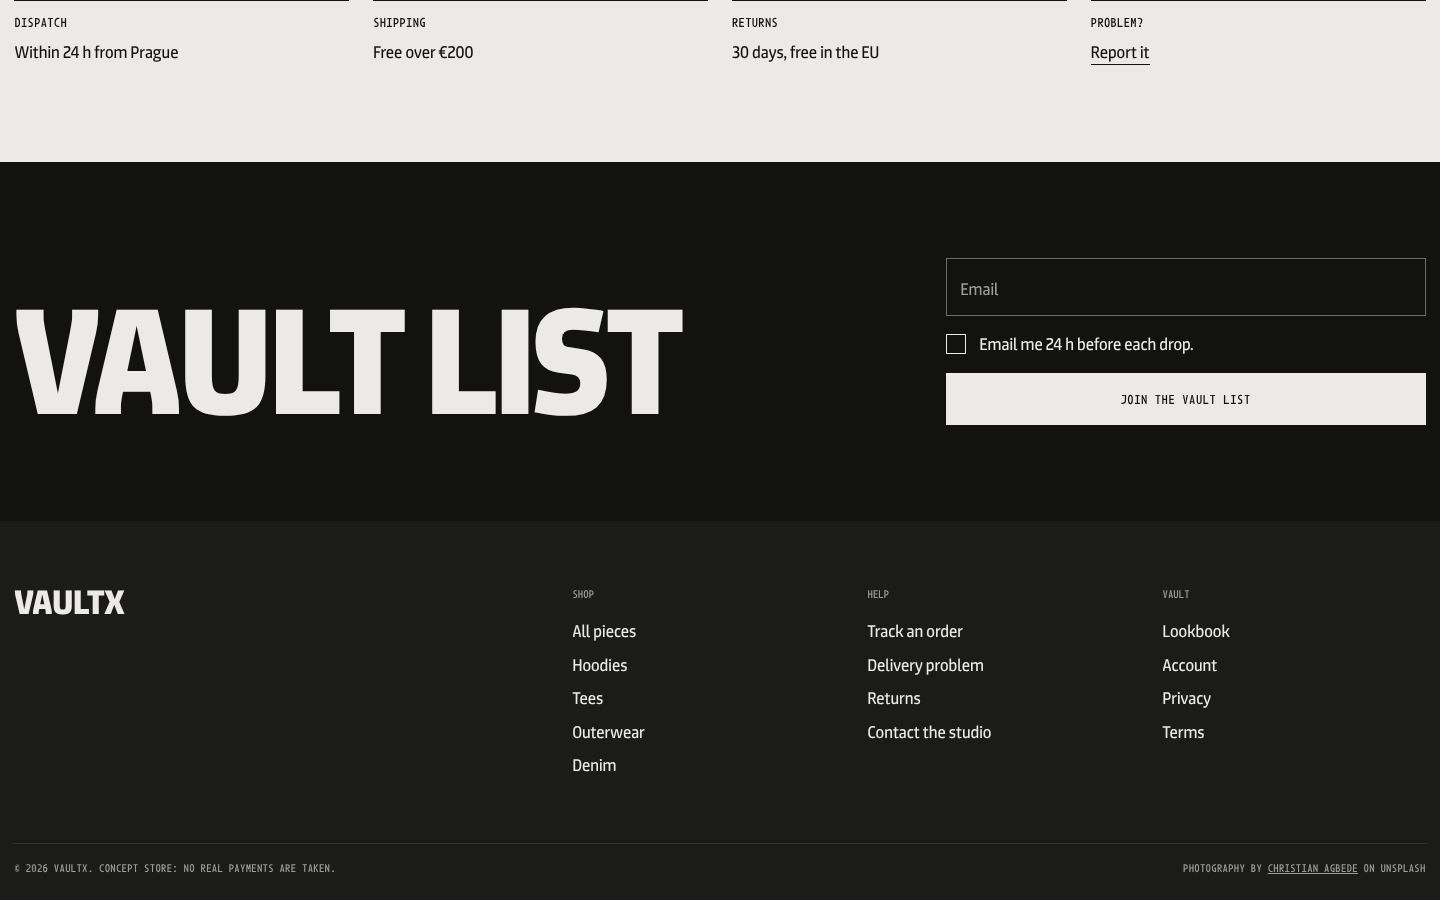 DISPATCH
Within 24 h from Prague
SHIPPING
Free over €200
RETURNS
30 days, free in the EU
PROBLEM?
Report it
VAULT LIST
Email
Email me 24 h before each drop.
JOIN THE VAULT LIST
VAULTX
SHOP
All pieces
Hoodies
Tees
Outerwear
Denim
HELP
Track an order
Delivery problem
Returns
Contact the studio
VAULT
Lookbook
Account
Privacy
Terms
© 2026 VAULTX. CONCEPT STORE: NO REAL PAYMENTS ARE TAKEN.
PHOTOGRAPHY BY CHRISTIAN AGBEDE ON UNSPLASH